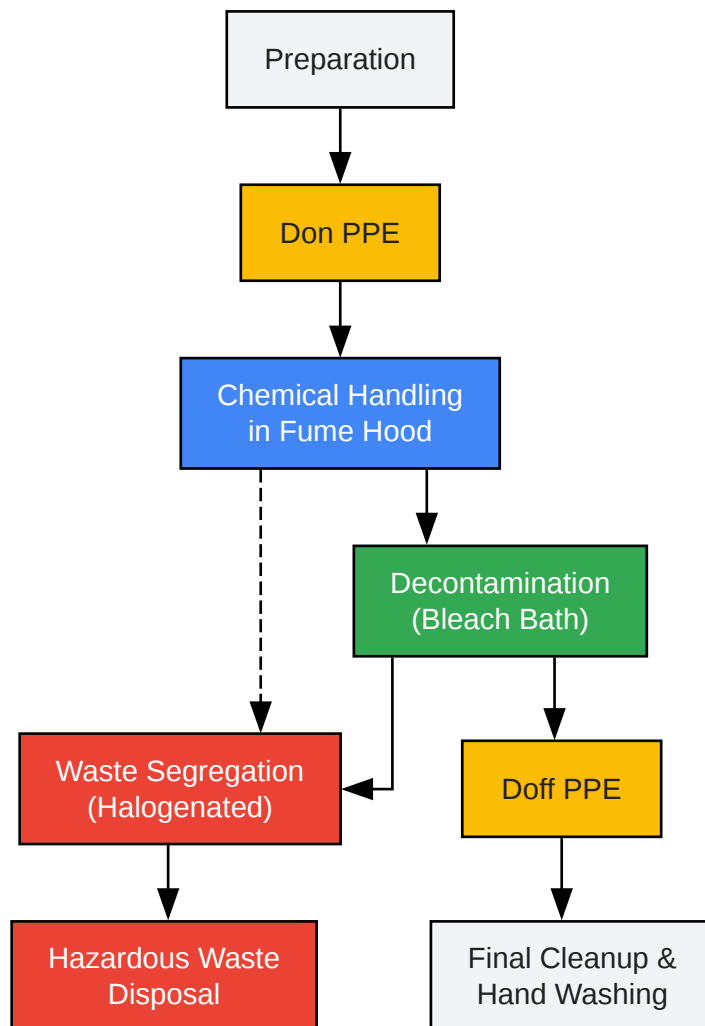 Preparation
Don PPE
Chemical Handling
in Fume Hood
Decontamination
(Bleach Bath)
Waste Segregation
(Halogenated)
Doff PPE
Hazardous Waste
Disposal
Final Cleanup &
Hand Washing